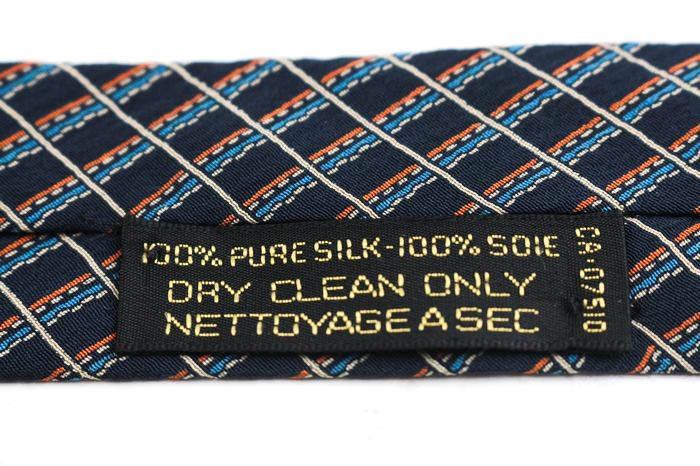 100% PURE SILK-100% SOIE
DRY CLEAN ONLY
NETTOYAGE A SEC
CA-07510